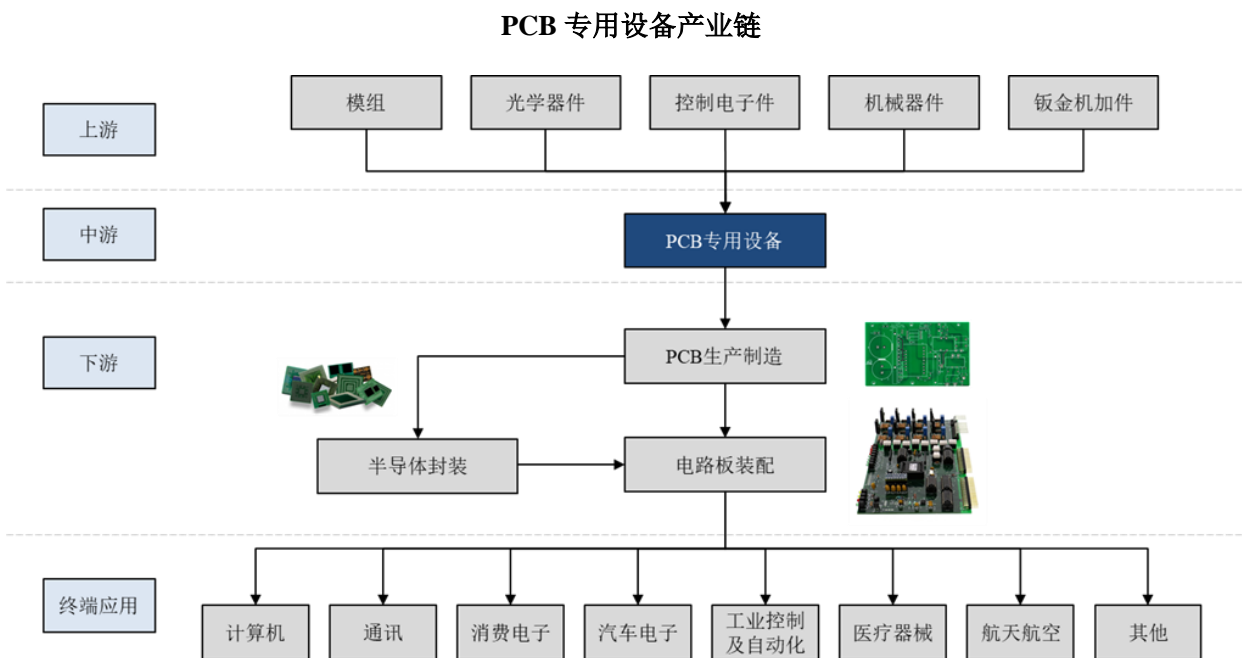 PCB 专用设备产业链
上游
模组
光学器件
控制电子件
机械器件
钣金机加件
中游
PCB专用设备
下游
PCB生产制造
半导体封装
电路板装配
终端应用
计算机
通讯
消费电子
汽车电子
工业控制
及自动化
医疗器械
航天航空
其他